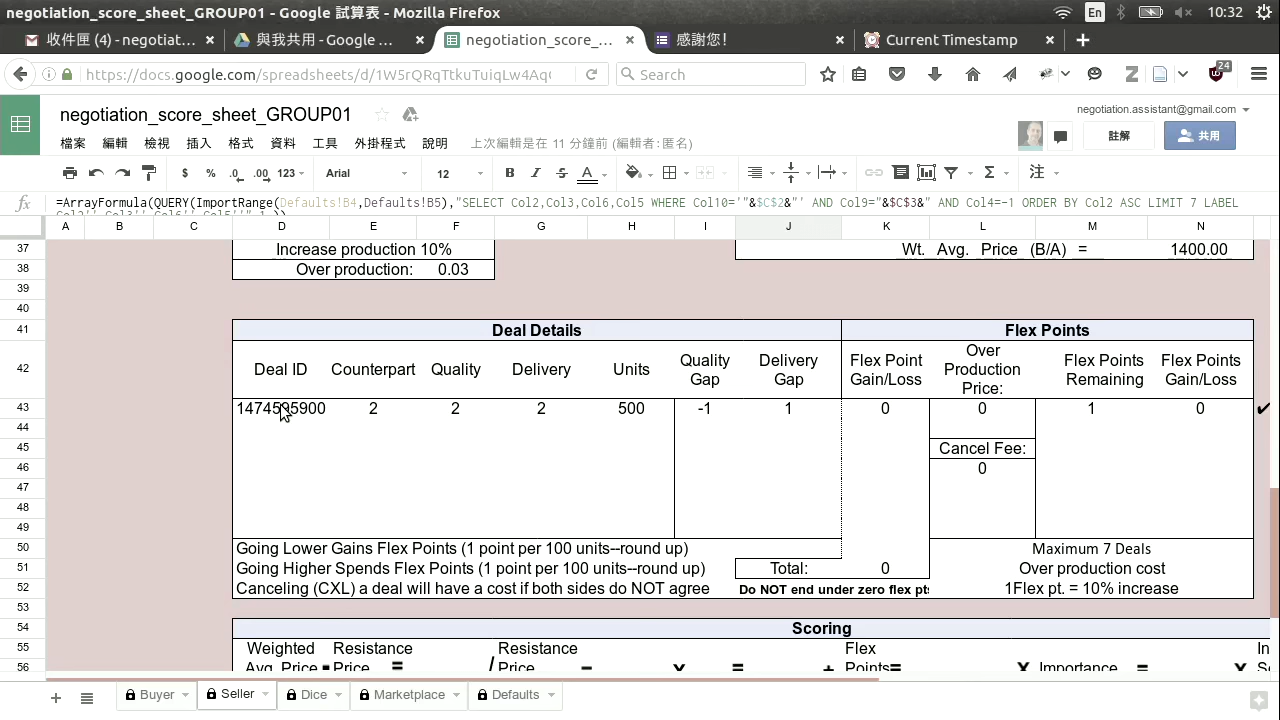 negotiation_score_sheet_GROUP01 - Google 試算表 - Mozilla Firefox
En
10:32
收件匣 (4) - negotiat... ×
與我共用 - Google ... ×
negotiation_score_sh... ×
感謝您! ×
Current Timestamp ×
https://docs.google.com/spreadsheets/d/1W5rQRqTtkuTuiqLw4Aq
Search
24
negotiation_score_sheet_GROUP01
negotiation.assistant@gmail.com
檔案 編輯 檢視 插入 格式 資料 工具 外掛程式 說明 上次編輯是在 11 分鐘前 (編輯者: 匿名)
註解
共用
$ % .0 .00 123 Arial 12 B I S A Σ 注
fx =ArrayFormula(QUERY(ImportRange(Defaults!B4,Defaults!B5),"SELECT Col2,Col3,Col6,Col5 WHERE Col10='"&$C$2&"' AND Col9="&$C$3&" AND Col4=-1 ORDER BY Col2 ASC LIMIT 7 LABEL
A B C D E F G H I J K L M N
37 Increase production 10% Wt. Avg. Price (B/A) = 1400.00
38 Over production: 0.03
39
40
41 Deal Details Flex Points
42 Deal ID Counterpart Quality Delivery Units Quality Gap Delivery Gap Flex Point Gain/Loss Over Production Price: Flex Points Remaining Flex Points Gain/Loss
43 1474595900 2 2 2 500 -1 1 0 0 1 0 ✔
44
45 Cancel Fee:
46 0
47
48
49
50 Going Lower Gains Flex Points (1 point per 100 units--round up) Maximum 7 Deals
51 Going Higher Spends Flex Points (1 point per 100 units--round up) Total: 0 Over production cost
52 Canceling (CXL) a deal will have a cost if both sides do NOT agree Do NOT end under zero flex pts 1Flex pt. = 10% increase
53
54 Scoring
55 Weighted Resistance Resistance Flex In
56 Avg. Price - Price = / Price - X = + Points= X Importance = X
+ Buyer Seller Dice Marketplace Defaults